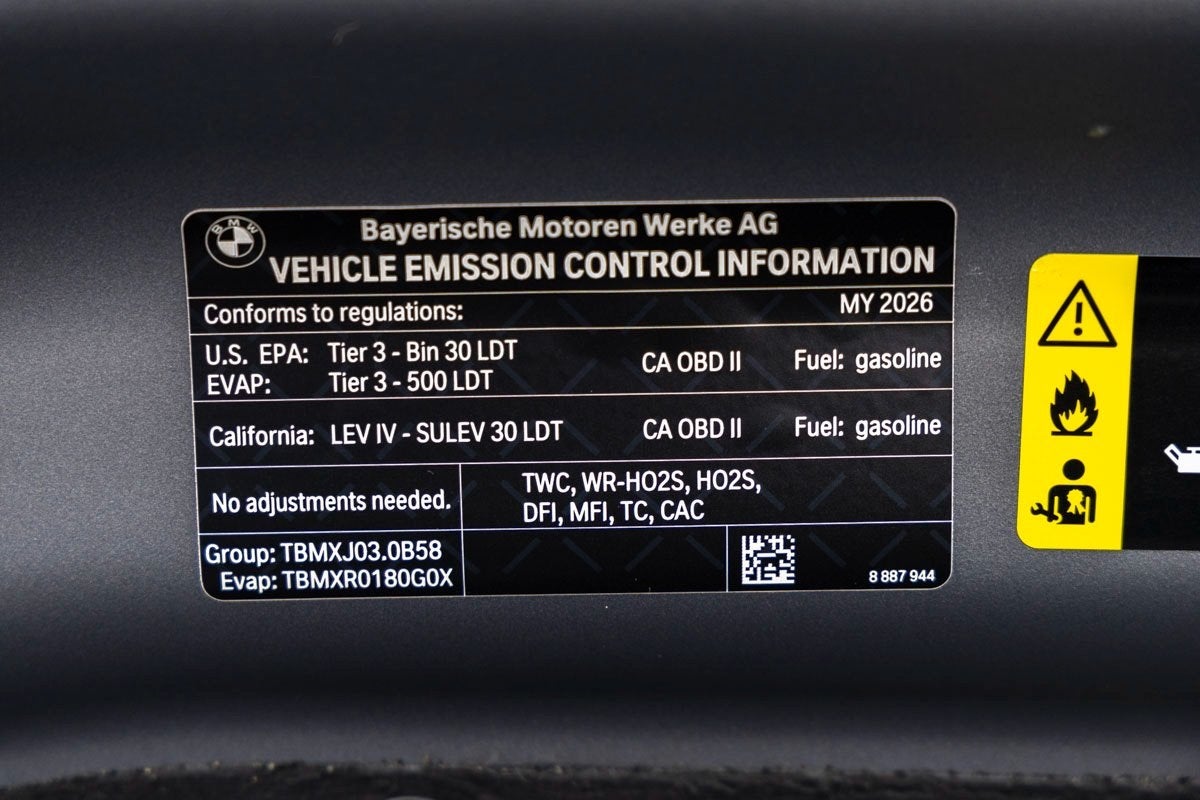 BMW
Bayerische Motoren Werke AG
VEHICLE EMISSION CONTROL INFORMATION
Conforms to regulations: MY 2026
U.S. EPA: Tier 3 - Bin 30 LDT CA OBD II Fuel: gasoline
EVAP: Tier 3 - 500 LDT
California: LEV IV - SULEV 30 LDT CA OBD II Fuel: gasoline
No adjustments needed.
TWC, WR-HO2S, HO2S,
DFI, MFI, TC, CAC
Group: TBMXJ03.0B58
Evap: TBMXR0180G0X
8 887 944